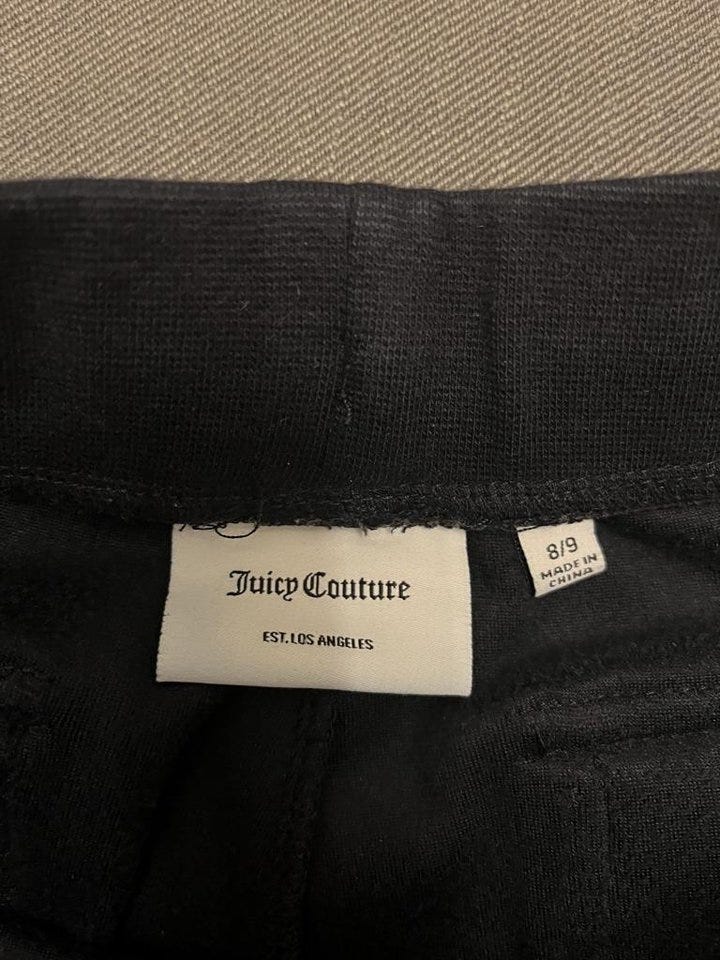 Juicy Couture
EST. LOS ANGELES
8/9
MADE IN
CHINA